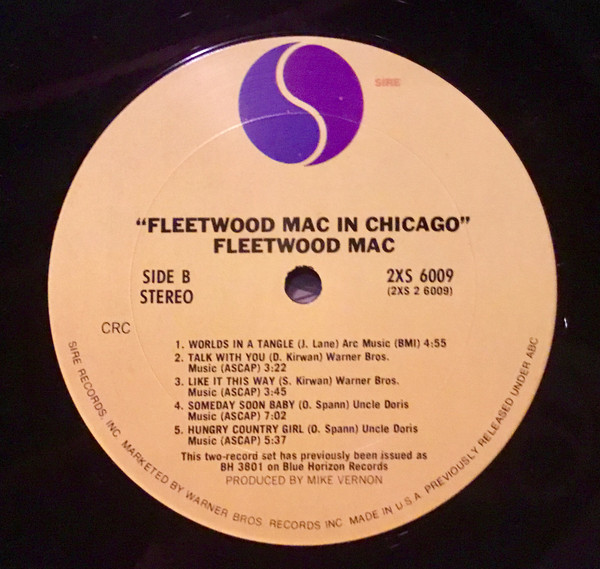 SIRE
"FLEETWOOD MAC IN CHICAGO"
FLEETWOOD MAC
SIDE B
STEREO
2XS 6009
(2XS 2 6009)
CRC
1. WORLDS IN A TANGLE (J. Lane) Arc Music (BMI) 4:55
2. TALK WITH YOU (D. Kirwan) Warner Bros.
Music (ASCAP) 3:22
3. LIKE IT THIS WAY (S. Kirwan) Warner Bros.
Music (ASCAP) 3:45
4. SOMEDAY SOON BABY (O. Spann) Uncle Doris
Music (ASCAP) 7:02
5. HUNGRY COUNTRY GIRL (O. Spann) Uncle Doris
Music (ASCAP) 5:37
This two-record set has previously been issued as
BH 3801 on Blue Horizon Records
PRODUCED BY MIKE VERNON
SIRE RECORDS, INC. MARKETED BY WARNER BROS. RECORDS INC. MADE IN U.S.A. PREVIOUSLY RELEASED UNDER ABC